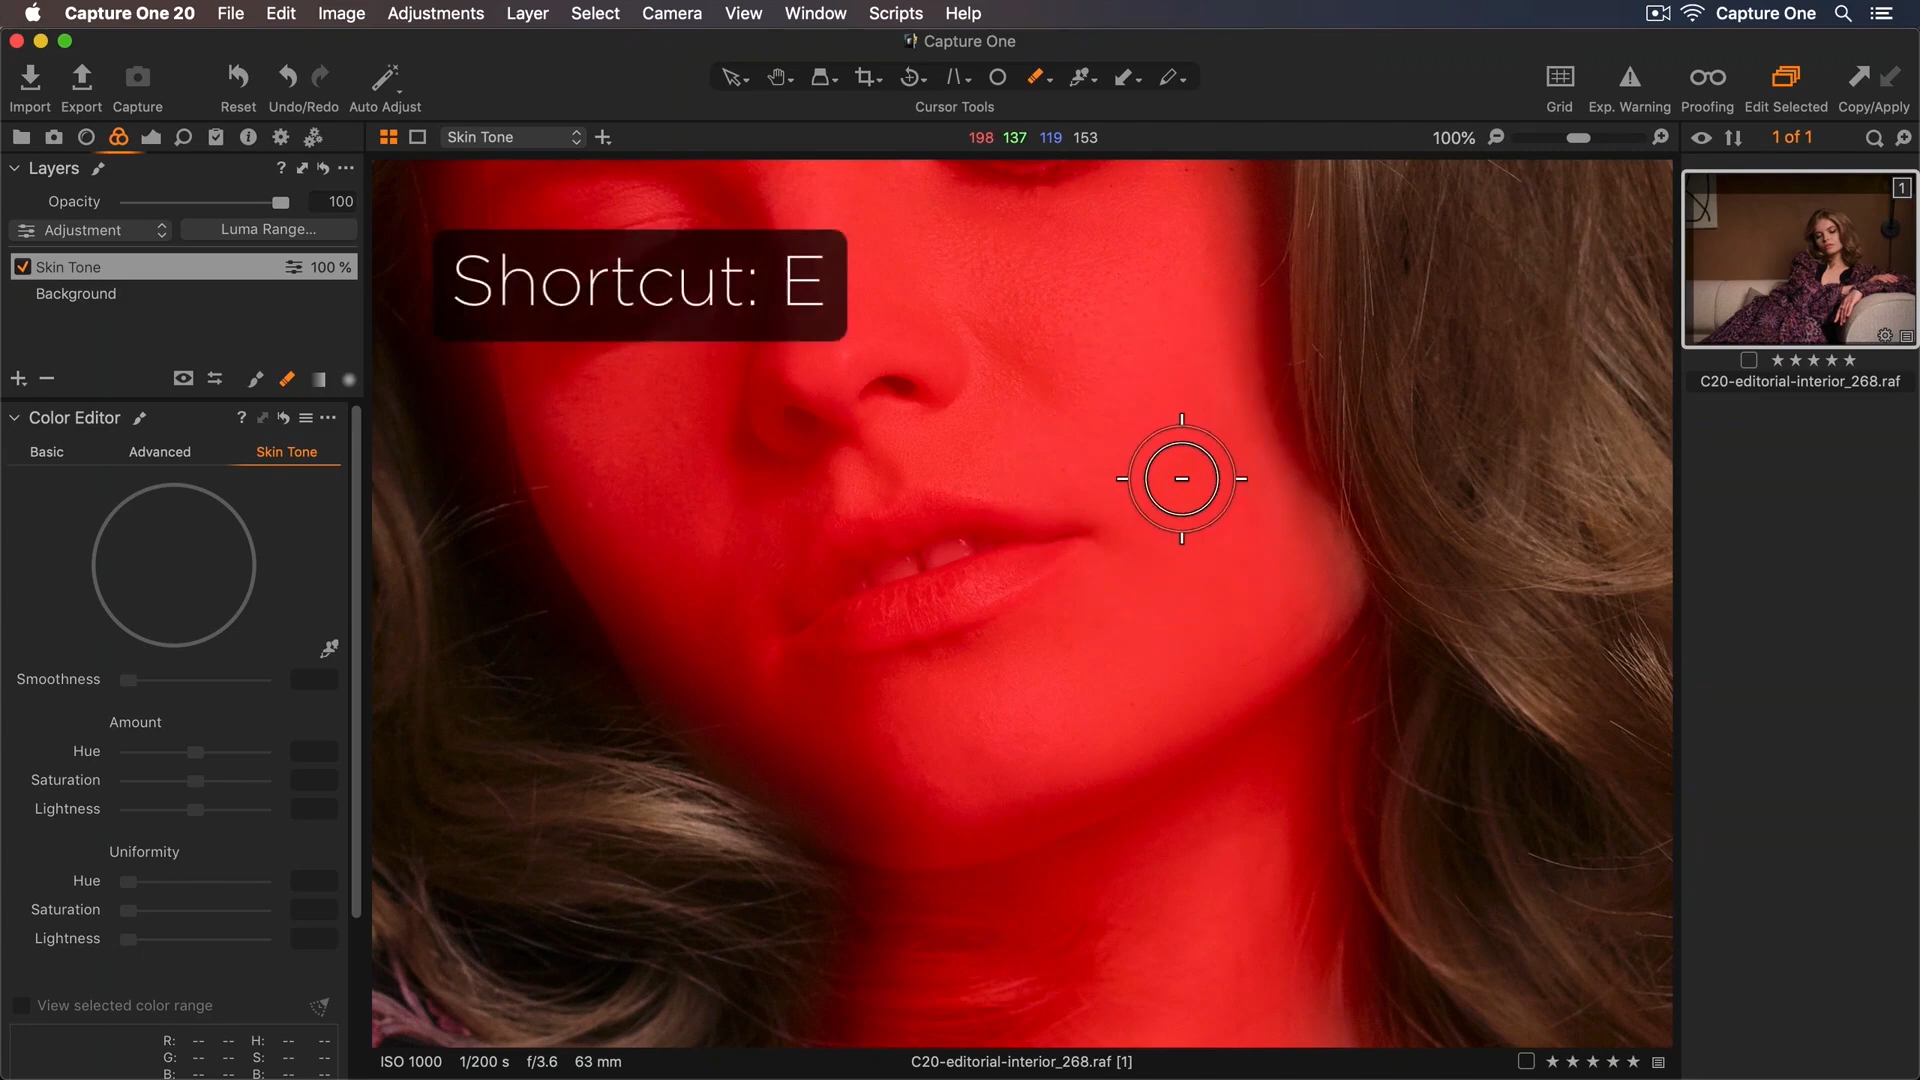 Capture One 20 File Edit Image Adjustments Layer Select Camera View Window Scripts Help Capture One
Capture One
Import Export Capture Reset Undo/Redo Auto Adjust Cursor Tools Grid Exp. Warning Proofing Edit Selected Copy/Apply
Skin Tone 198 137 119 153 100% 1 of 1
Layers ?
Opacity 100
Adjustment Luma Range...
Skin Tone 100 %
Background
Shortcut: E
1
C20-editorial-interior_268.raf
Color Editor ?
Basic Advanced Skin Tone
Smoothness
Amount
Hue
Saturation
Lightness
Uniformity
Hue
Saturation
Lightness
View selected color range
R: -- -- H: -- --
G: -- -- S: -- --
B: -- -- B: -- --
ISO 1000 1/200 s f/3.6 63 mm C20-editorial-interior_268.raf [1]